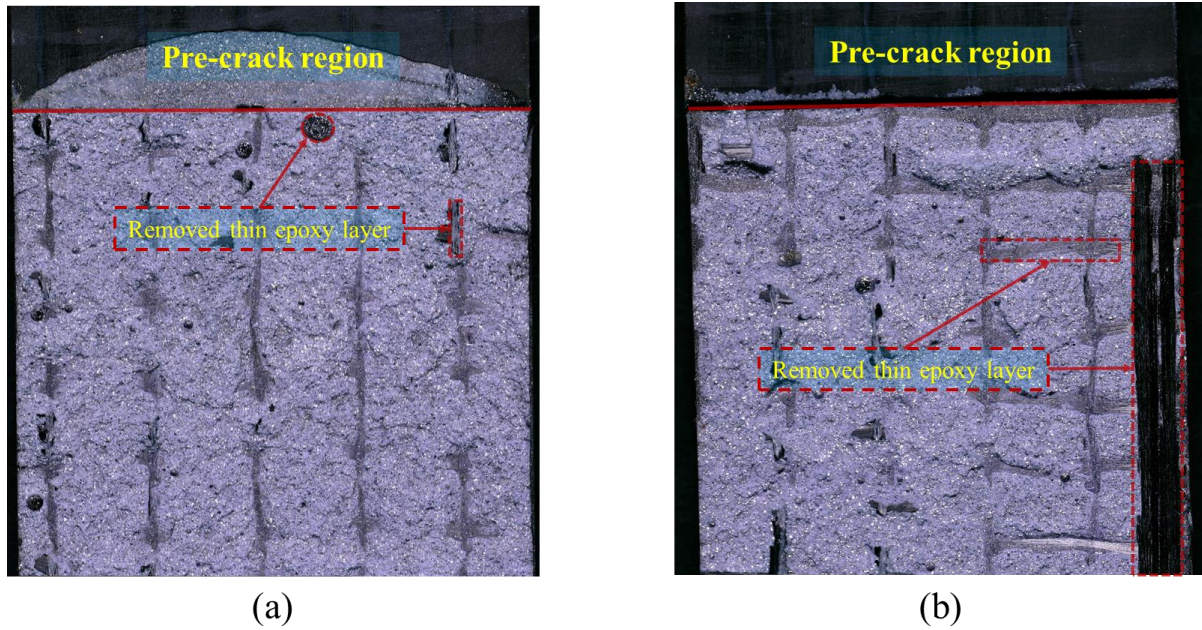 Pre-crack region
Removed thin epoxy layer
(a)
Pre-crack region
Removed thin epoxy layer
(b)